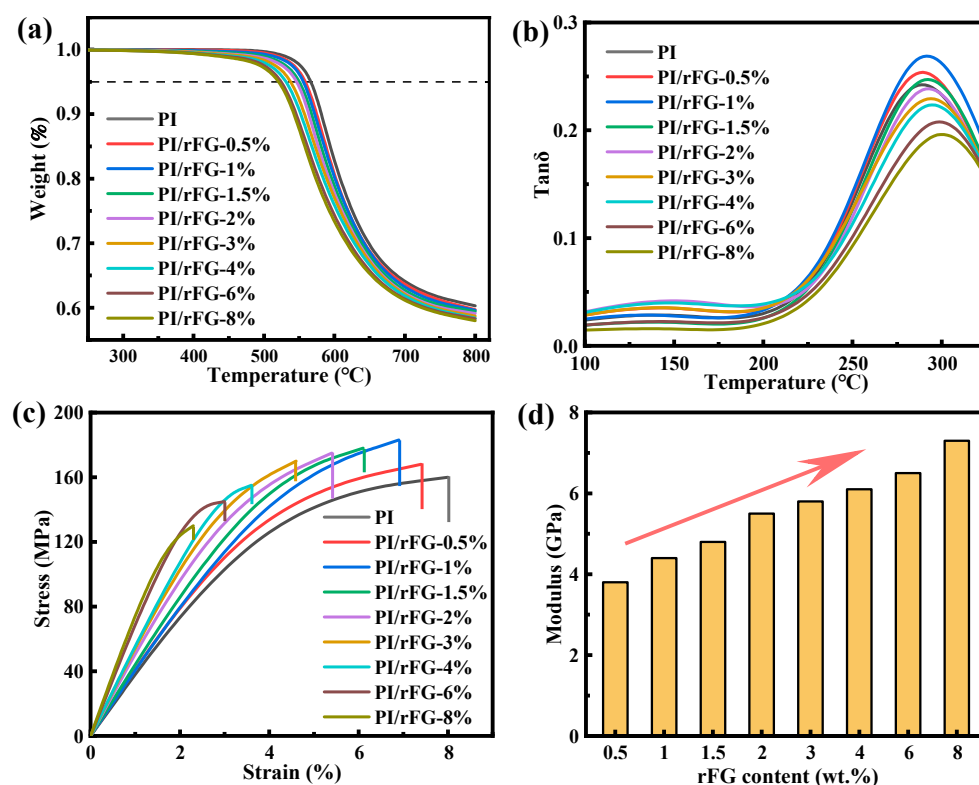 (a)
1.0
0.9
0.8
0.7
0.6
Weight (%)
PI
PI/rFG-0.5%
PI/rFG-1%
PI/rFG-1.5%
PI/rFG-2%
PI/rFG-3%
PI/rFG-4%
PI/rFG-6%
PI/rFG-8%
300 400 500 600 700 800
Temperature (℃)
(b)
0.3
0.2
0.1
0.0
Tanδ
PI
PI/rFG-0.5%
PI/rFG-1%
PI/rFG-1.5%
PI/rFG-2%
PI/rFG-3%
PI/rFG-4%
PI/rFG-6%
PI/rFG-8%
100 150 200 250 300
Temperature (℃)
(c)
200
160
120
80
40
0
Stress (MPa)
PI
PI/rFG-0.5%
PI/rFG-1%
PI/rFG-1.5%
PI/rFG-2%
PI/rFG-3%
PI/rFG-4%
PI/rFG-6%
PI/rFG-8%
0 2 4 6 8
Strain (%)
(d)
8
6
4
2
0
Modulus (GPa)
0.5 1 1.5 2 3 4 6 8
rFG content (wt.%)